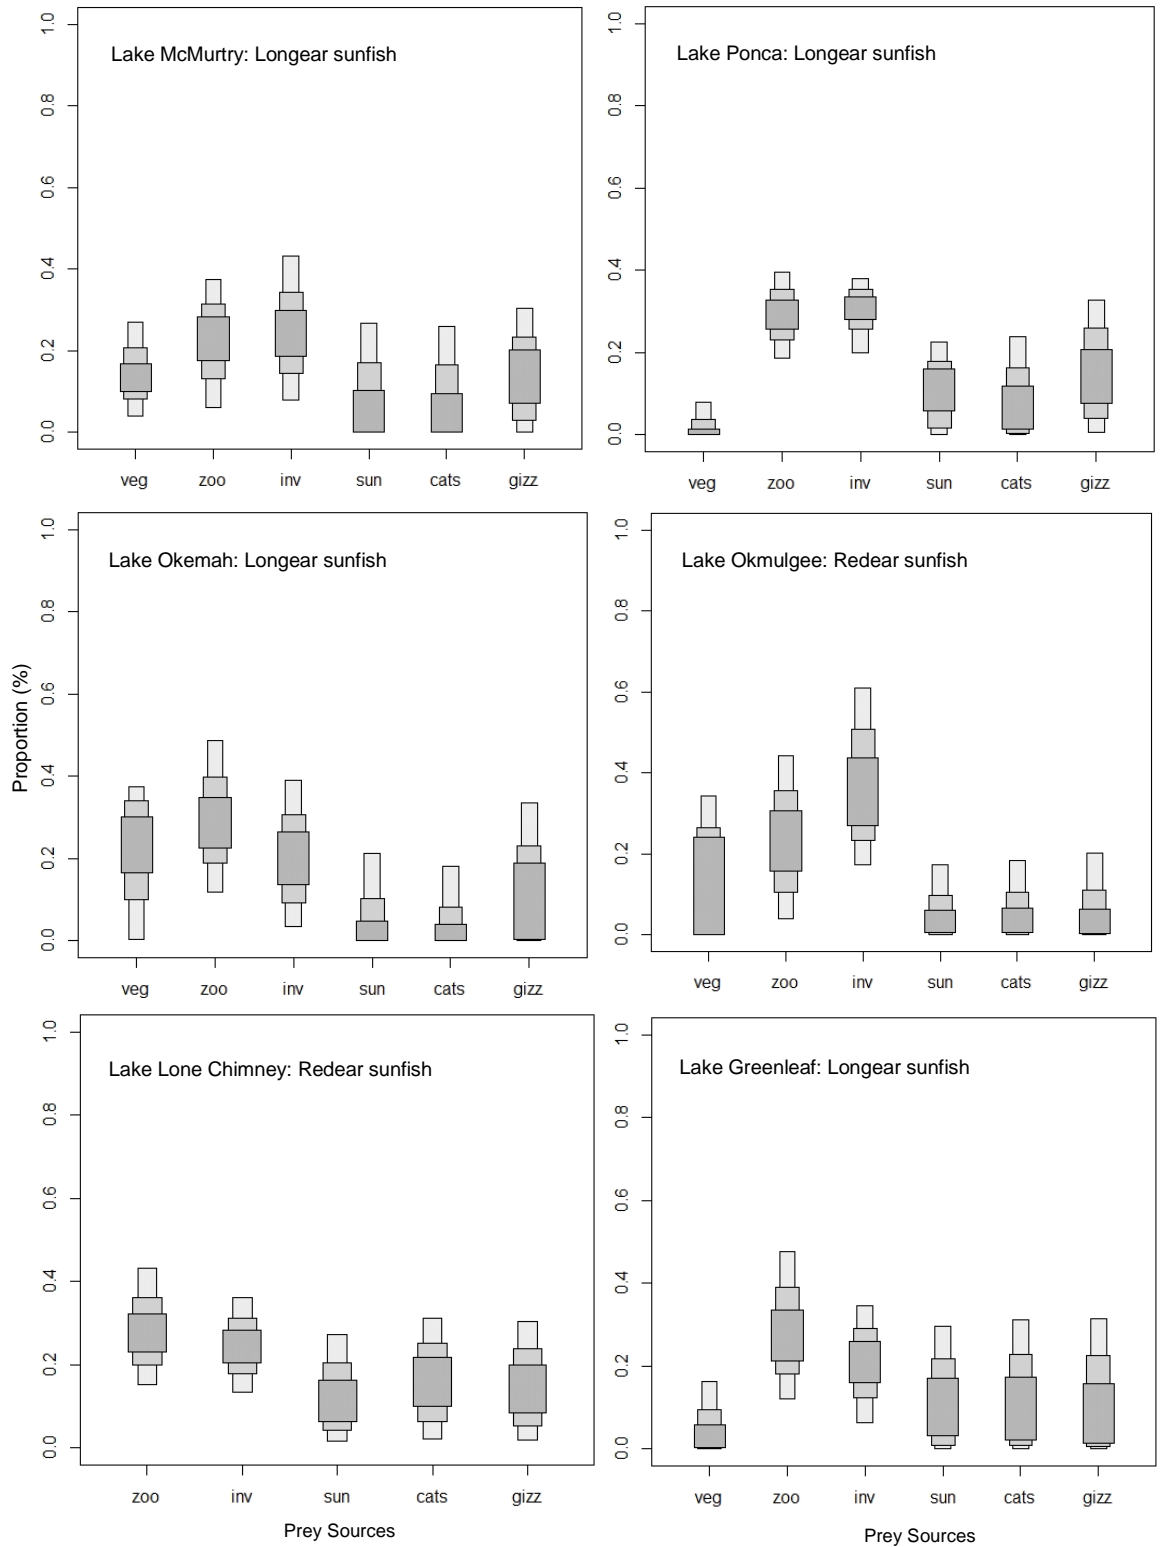 1.0
0.8
0.6
0.4
0.2
0.0
Lake McMurtry: Longear sunfish
veg zoo inv sun cats gizz
1.0
0.8
0.6
0.4
0.2
0.0
Lake Ponca: Longear sunfish
veg zoo inv sun cats gizz
Proportion (%)
1.0
0.8
0.6
0.4
0.2
0.0
Lake Okemah: Longear sunfish
veg zoo inv sun cats gizz
1.0
0.8
0.6
0.4
0.2
0.0
Lake Okmulgee: Redear sunfish
veg zoo inv sun cats gizz
1.0
0.8
0.6
0.4
0.2
0.0
Lake Lone Chimney: Redear sunfish
zoo inv sun cats gizz
Prey Sources
1.0
0.8
0.6
0.4
0.2
0.0
Lake Greenleaf: Longear sunfish
veg zoo inv sun cats gizz
Prey Sources